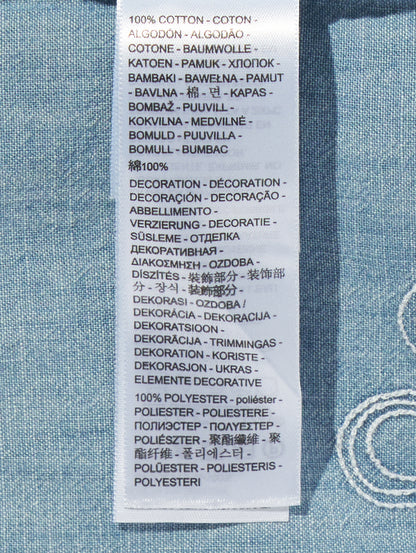 100% COTTON - COTON -
ALGODÓN - ALGODÃO -
COTONE - BAUMWOLLE -
KATOEN - PAMUK - ХЛОПОК -
BAMBAKI - BAWEŁNA - PAMUT
- BAVLNA - 棉 - 면 - KAPAS -
BOMBAŽ - PUUVILL -
KOKVILNA - MEDVILNĖ -
BOMULD - PUUVILLA -
BOMULL - BUMBAC
綿100%
DECORATION - DÉCORATION -
DECORACIÓN - DECORAÇÃO -
ABBELLIMENTO -
VERZIERUNG - DECORATIE -
SÜSLEME - ОТДЕЛКА
ДЕКОРАТИВНАЯ -
ΔΙΑΚΟΣΜΗΣΗ - OZDOBA -
DÍSZÍTÉS - 裝飾部分 - 装饰部
分 - 장식 - 装飾部分 -
DEKORASI - OZDOBA /
DEKORÁCIA - DEKORACIJA -
DEKORATSIOON -
DEKORĀCIJA - TRIMMINGAS -
DEKORATION - KORISTE -
DEKORASJON - UKRAS -
ELEMENTE DECORATIVE
100% POLYESTER - poliéster -
POLIESTER - POLIESTERE -
ПОЛИЭСТЕР - ПОЛУЕΣТЕР -
POLIÉSZTER - 聚酯纖維 - 聚
酯纤维 - 폴리에스터 -
POLÜESTER - POLIESTERIS -
POLYESTERI